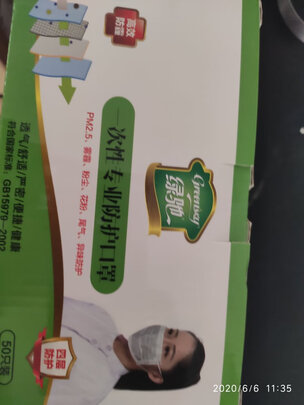 高效
防霾
Greensy
绿驰
一次性专业防护口罩
PM2.5、雾霾、粉尘、花粉、尾气、异味防护
透气/舒适/严密/便捷/健康
符合国家标准: GB15979-2002
四层
防护
50只装
2020/6/6 11:35